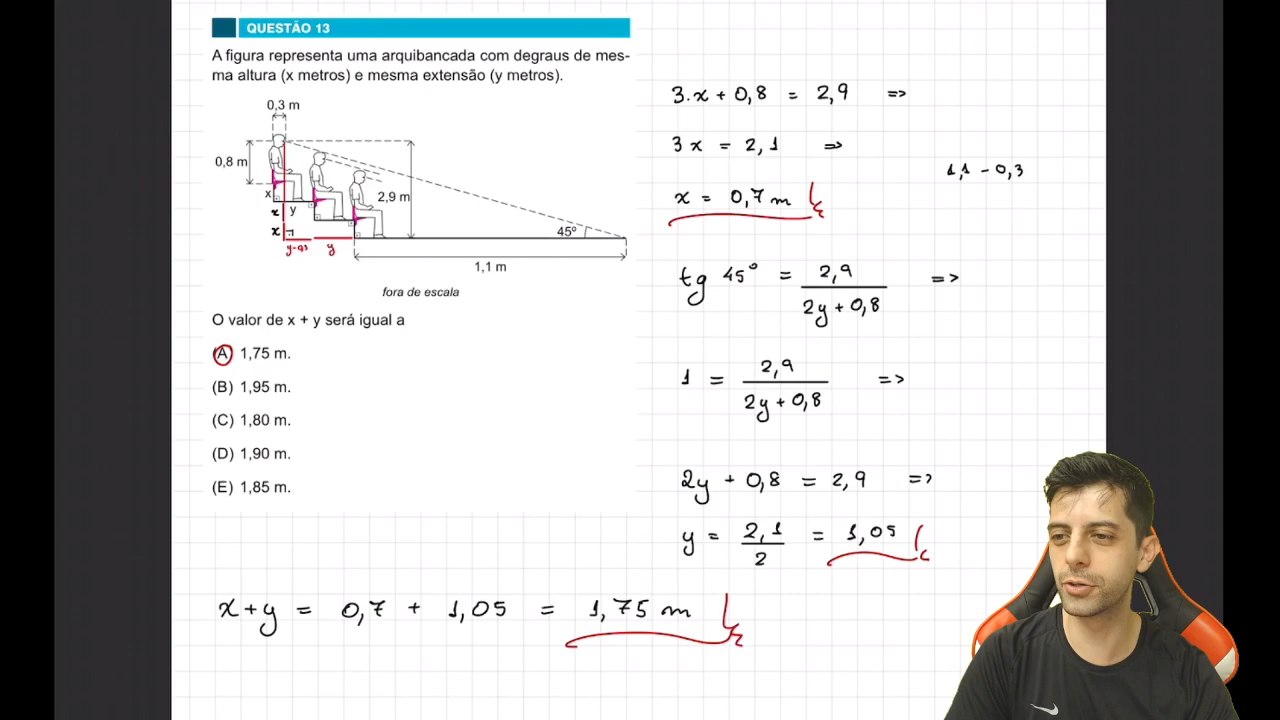 QUESTÃO 13
A figura representa uma arquibancada com degraus de mes-
ma altura (x metros) e mesma extensão (y metros).
0,3 m
0,8 m
x
y
x
x
y-0,3
y
2,9 m
45º
1,1 m
fora de escala
O valor de x + y será igual a
(A) 1,75 m.
(B) 1,95 m.
(C) 1,80 m.
(D) 1,90 m.
(E) 1,85 m.
3.x + 0,8 = 2,9 =>
3x = 2,1 =>
x = 0,7 m
1,1 - 0,3
tg 45° = 2,9 =>
2y + 0,8
1 = 2,9 =>
2y + 0,8
2y + 0,8 = 2,9 =>
y = 2,1 = 1,05
2
x+y = 0,7 + 1,05 = 1,75 m